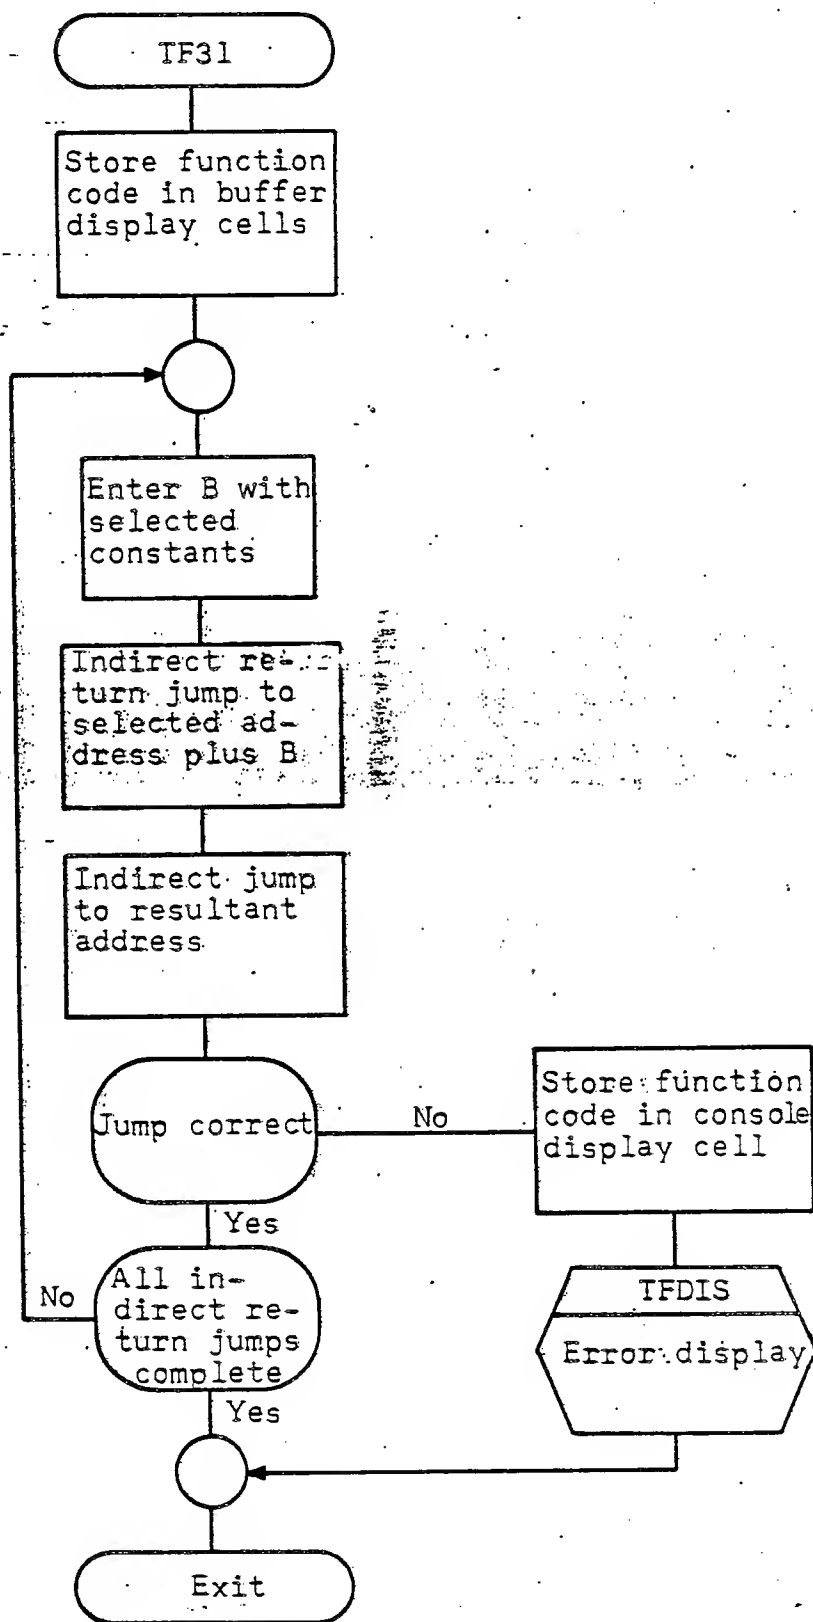 TF31
Store function
code in buffer
display cells
Enter B with
selected
constants
Indirect re-
turn jump to
selected ad-
dress plus B
Indirect jump
to resultant
address
Jump correct
No
Store function
code in console
display cell
Yes
TFDIS
Error display
All in-
direct re-
turn jumps
complete
No
Yes
Exit